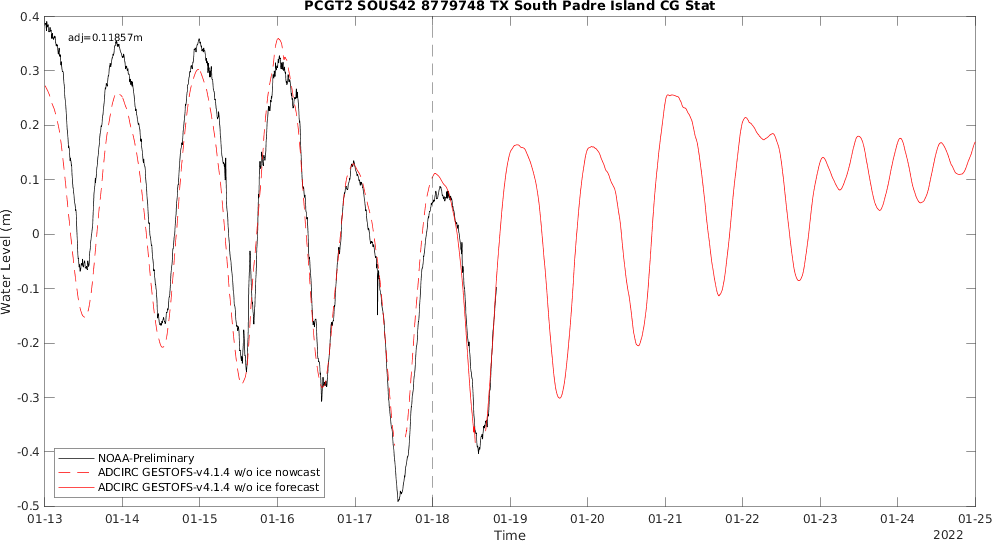 PCGT2 SOUS42 8779748 TX South Padre Island CG Stat
adj=0.11857m
0.4
0.3
0.2
0.1
0
-0.1
-0.2
-0.3
-0.4
-0.5
Water Level (m)
NOAA-Preliminary
ADCIRC GESTOFS-v4.1.4 w/o ice nowcast
ADCIRC GESTOFS-v4.1.4 w/o ice forecast
01-13 01-14 01-15 01-16 01-17 01-18 01-19 01-20 01-21 01-22 01-23 01-24 01-25
Time
2022